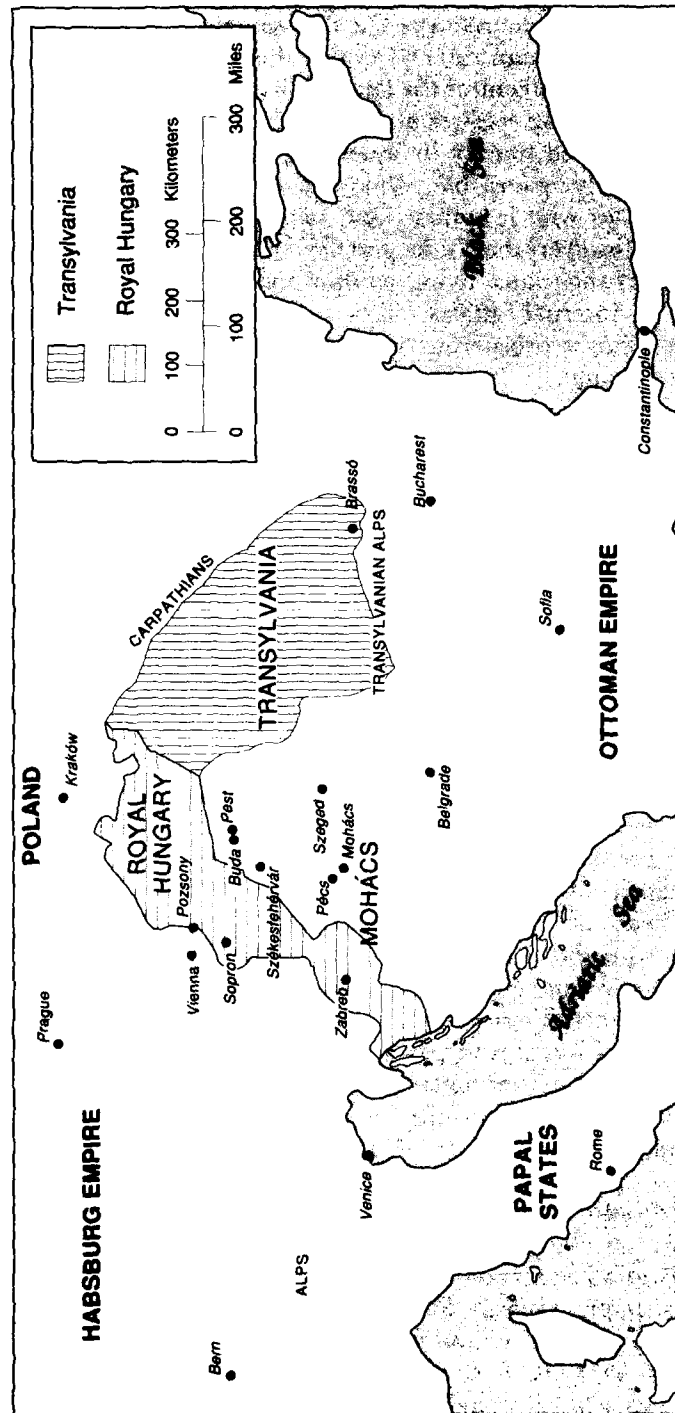 Transylvania
Royal Hungary
0 100 200 300 Kilometers
0 100 200 300 Miles
HABSBURG EMPIRE
Prague
POLAND
Kraków
CARPATHIANS
ROYAL
HUNGARY
Pozsony
Vienna
Sopron
Buda
Pest
Székestehérvár
TRANSYLVANIA
Brassó
TRANSYLVANIAN ALPS
Bern
ALPS
Venice
Zabreb
Pécs
Szeged
Mohács
MOHÁCS
Belgrade
Bucharest
Black Sea
Constantinople
Sofia
OTTOMAN EMPIRE
Adriatic Sea
PAPAL
STATES
Rome